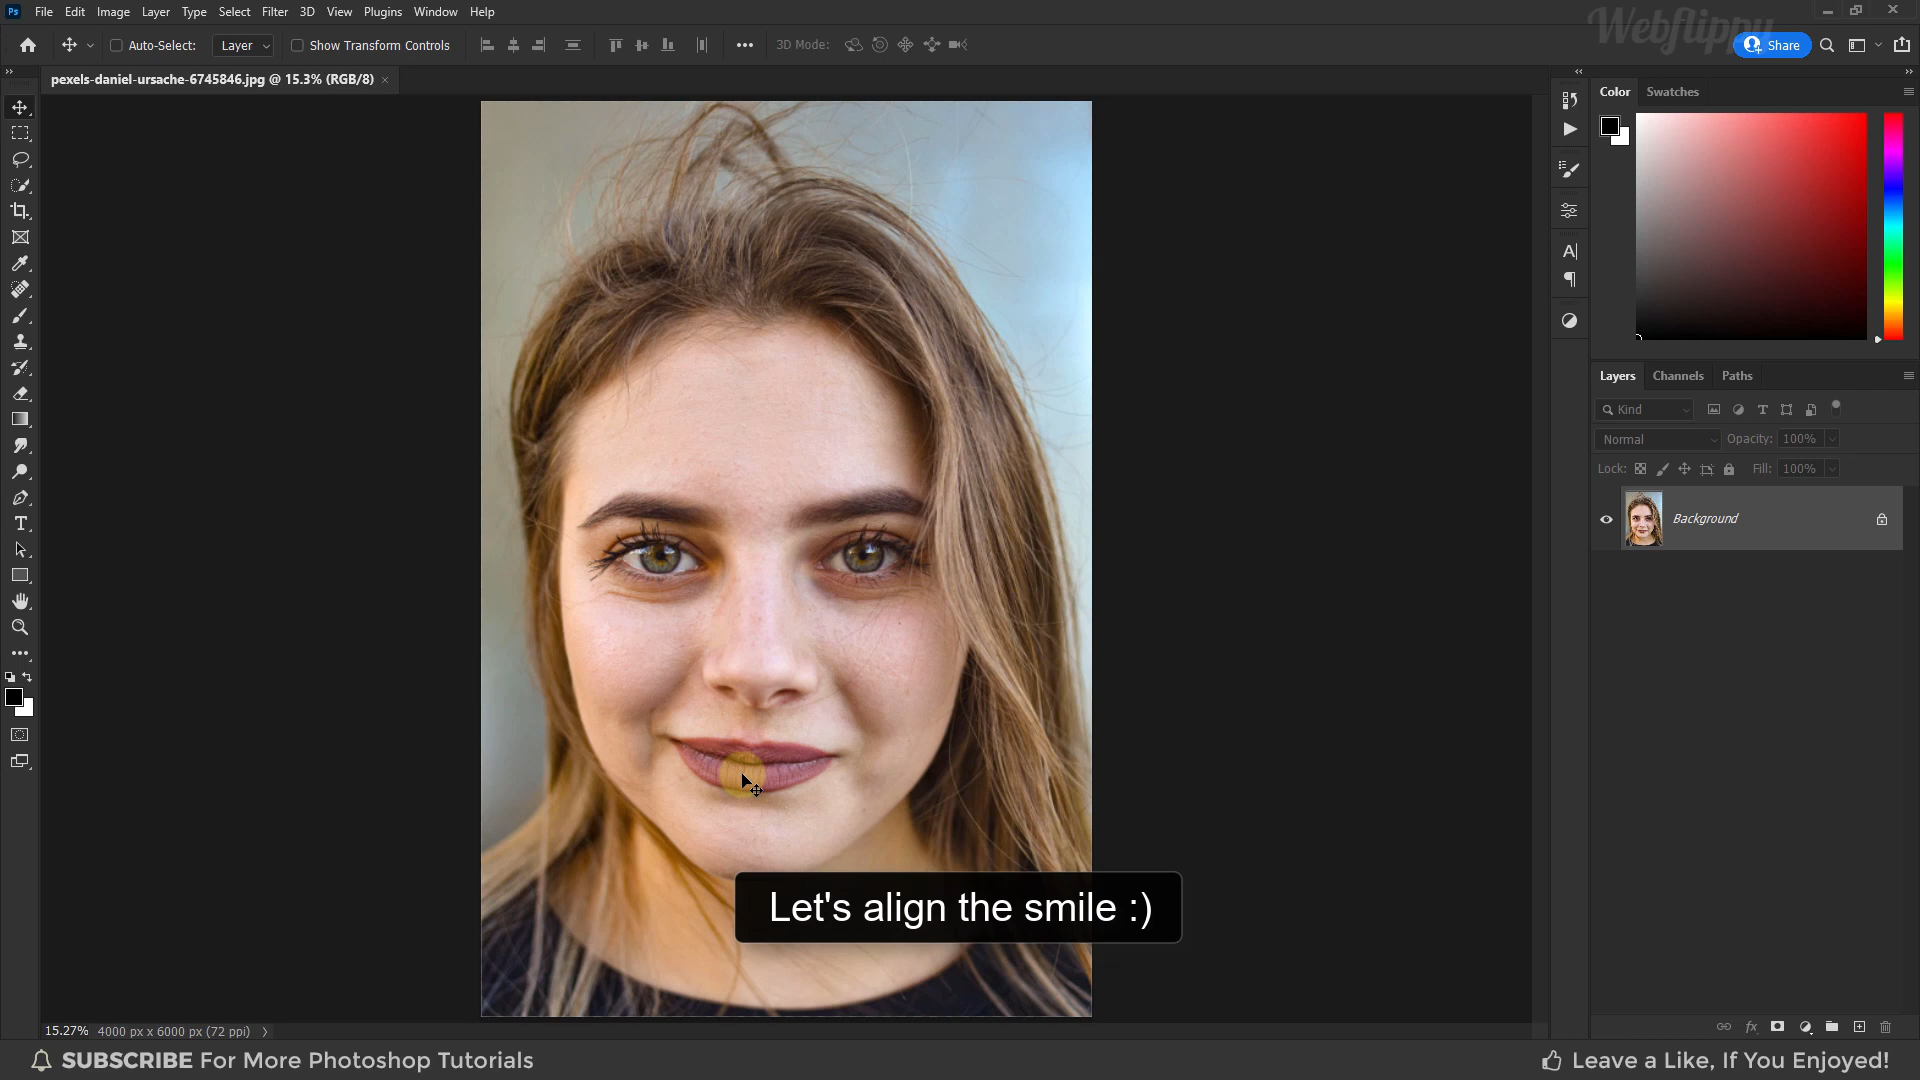 Ps File Edit Image Layer Type Select Filter 3D View Plugins Window Help
Webflippy
Auto-Select: Layer Show Transform Controls 3D Mode: Share
pexels-daniel-ursache-6745846.jpg @ 15.3% (RGB/8)
Color Swatches
Layers Channels Paths
Kind
Normal Opacity: 100%
Lock: Fill: 100%
Background
Let's align the smile :)
15.27% 4000 px x 6000 px (72 ppi)
SUBSCRIBE For More Photoshop Tutorials
Leave a Like, If You Enjoyed!